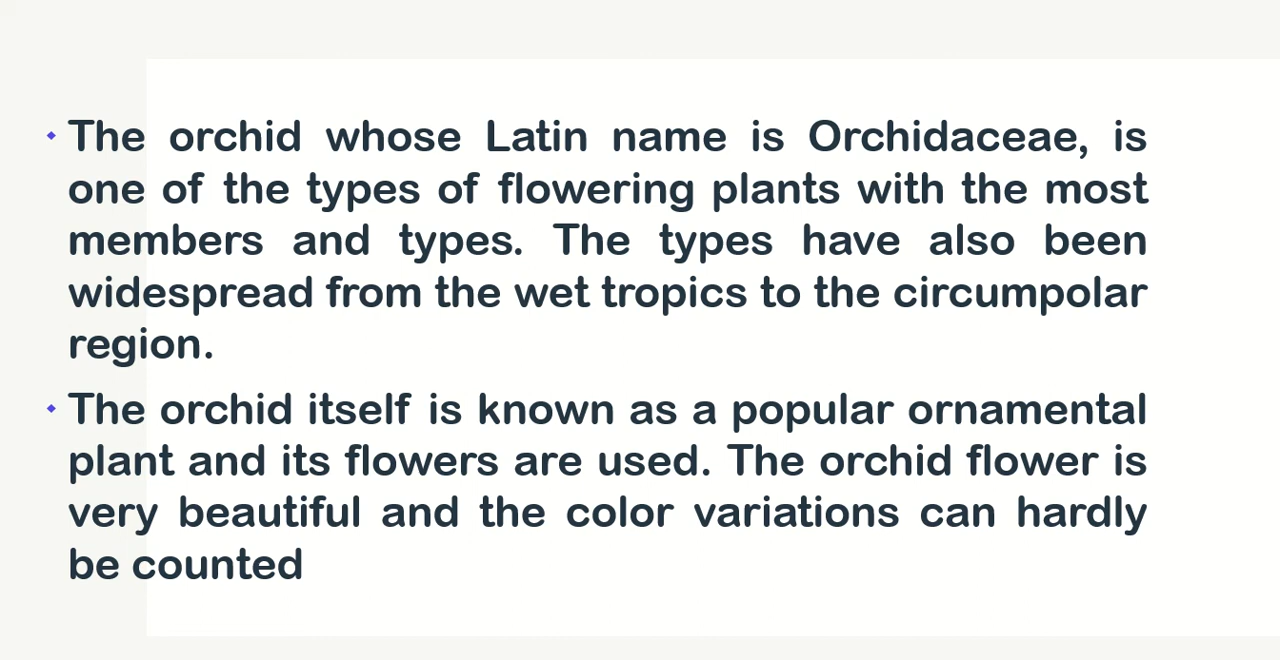 The orchid whose Latin name is Orchidaceae, is
one of the types of flowering plants with the most
members and types. The types have also been
widespread from the wet tropics to the circumpolar
region.
The orchid itself is known as a popular ornamental
plant and its flowers are used. The orchid flower is
very beautiful and the color variations can hardly
be counted